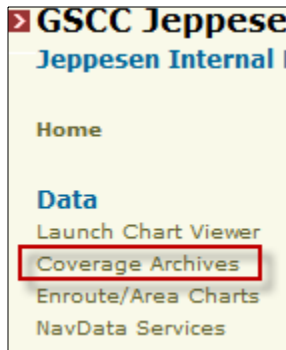 GSCC Jeppese
Jeppesen Internal
Home
Data
Launch Chart Viewer
Coverage Archives
Enroute/Area Charts
NavData Services